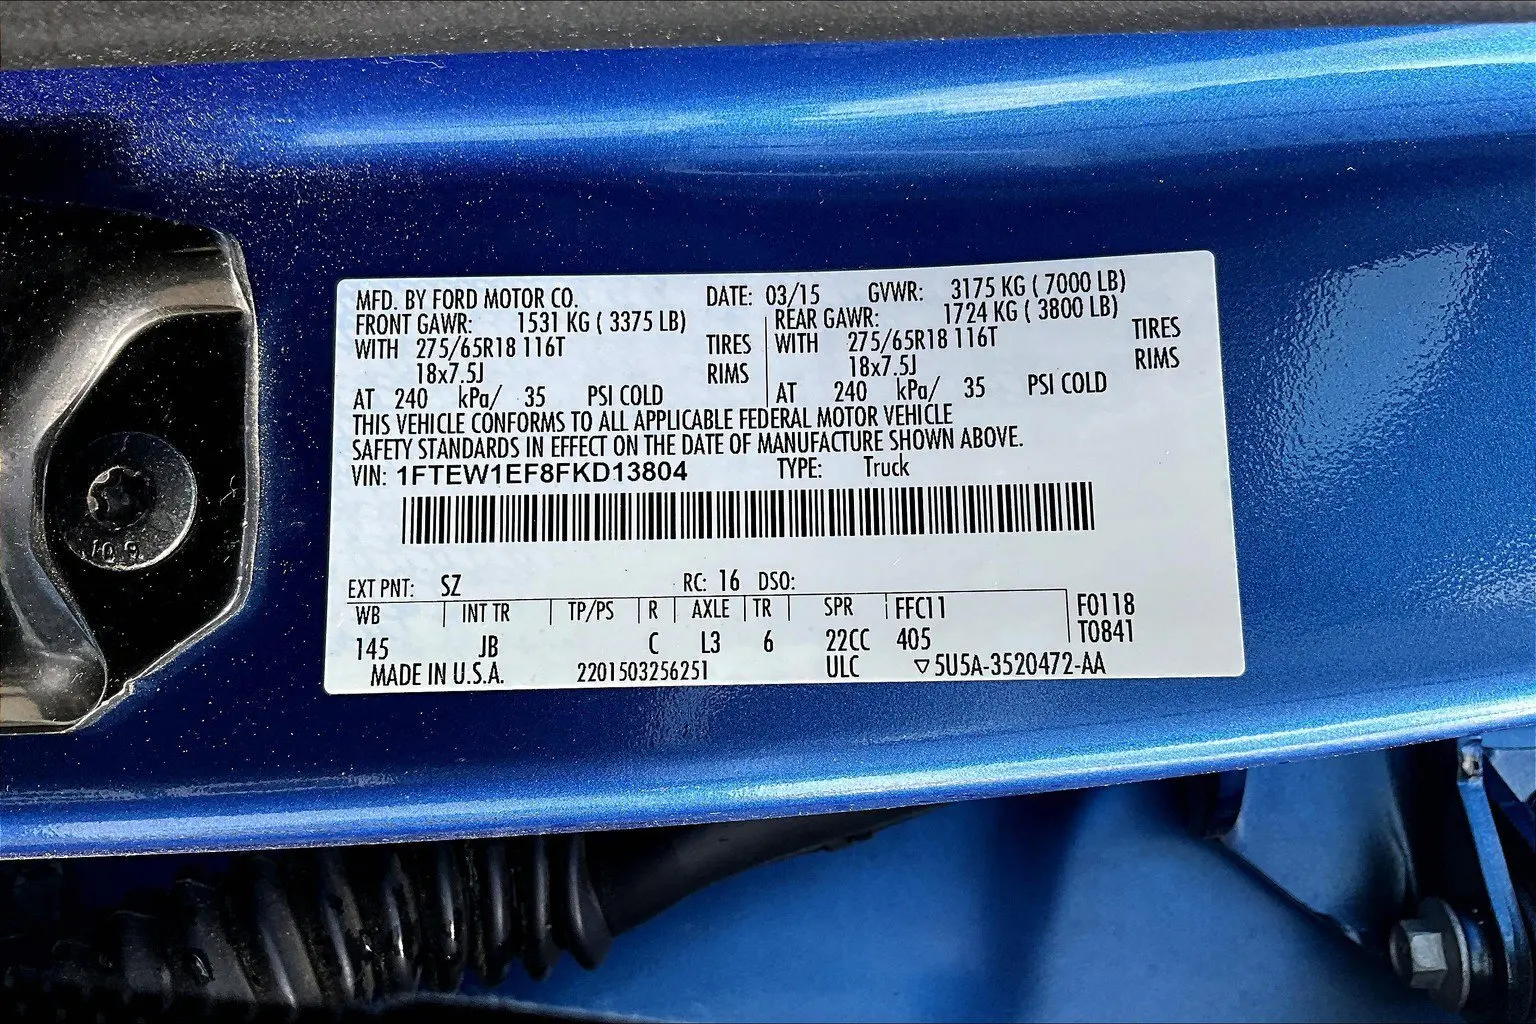 MFD. BY FORD MOTOR CO. DATE: 03/15 GVWR: 3175 KG ( 7000 LB)
FRONT GAWR: 1531 KG ( 3375 LB) REAR GAWR: 1724 KG ( 3800 LB)
WITH 275/65R18 116T TIRES WITH 275/65R18 116T TIRES
18x7.5J RIMS 18x7.5J RIMS
AT 240 kPa/ 35 PSI COLD AT 240 kPa/ 35 PSI COLD
THIS VEHICLE CONFORMS TO ALL APPLICABLE FEDERAL MOTOR VEHICLE
SAFETY STANDARDS IN EFFECT ON THE DATE OF MANUFACTURE SHOWN ABOVE.
VIN: 1FTEW1EF8FKD13804 TYPE: Truck
EXT PNT: SZ RC: 16 DSO:
WB INT TR TP/PS R AXLE TR SPR FFC11 F0118
145 JB C L3 6 22CC 405 T0841
MADE IN U.S.A. 2201503256251 ULC ▽5U5A-3520472-AA
10.9